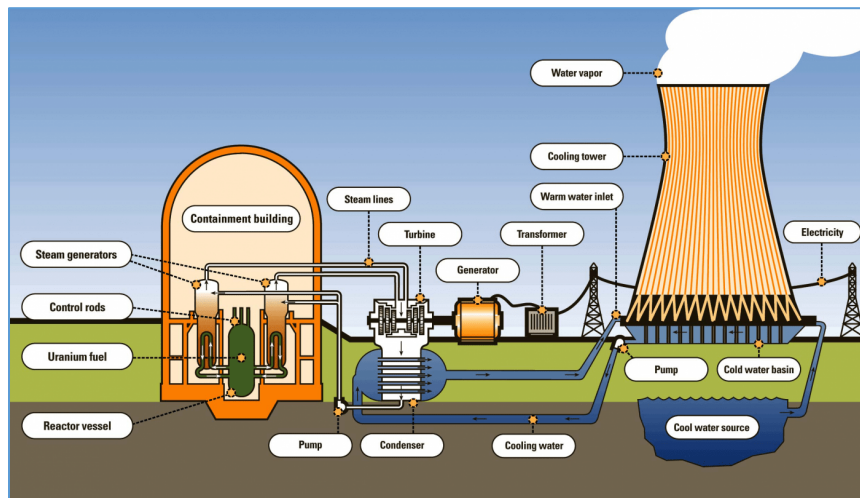 Water vapor
Cooling tower
Containment building
Steam lines
Warm water inlet
Turbine
Transformer
Electricity
Steam generators
Generator
Control rods
Uranium fuel
Pump
Cold water basin
Reactor vessel
Pump
Condenser
Cooling water
Cool water source